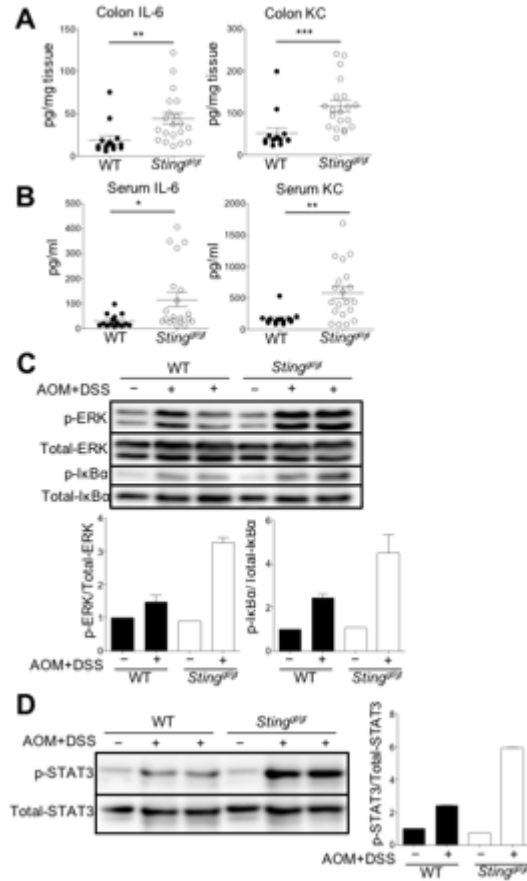 A
Colon IL-6
Colon KC
**
***
pg/mg tissue
150
100
50
0
300
200
100
0
WT
Sting^gt/gt
WT
Sting^gt/gt
B
Serum IL-6
Serum KC
*
**
pg/ml
500
400
300
200
100
0
pg/ml
2000
1500
1000
500
0
WT
Sting^gt/gt
WT
Sting^gt/gt
C
WT
Sting^gt/gt
AOM+DSS – + + – + +
p-ERK
Total-ERK
p-IκBα
Total-IκBα
p-ERK/Total-ERK
4
3
2
1
0
p-IκBα/Total-IκBα
6
4
2
0
AOM+DSS – + – + – + – +
WT
Sting^gt/gt
WT
Sting^gt/gt
D
WT
Sting^gt/gt
AOM+DSS – + + – + +
p-STAT3
Total-STAT3
p-STAT3/Total-STAT3
8
6
4
2
0
AOM+DSS – + – +
WT
Sting^gt/gt